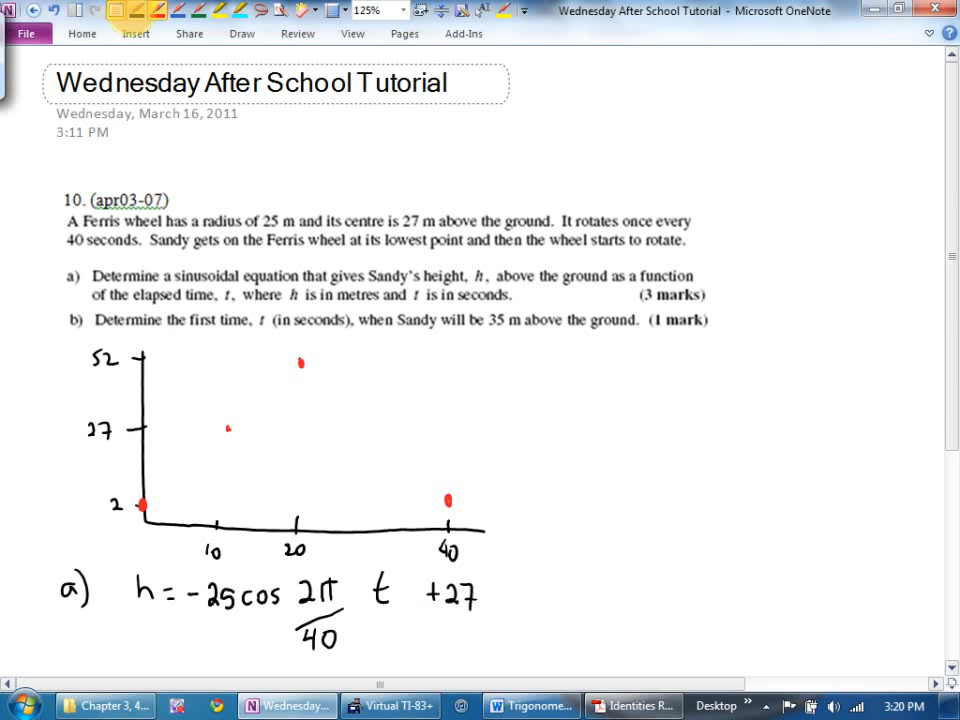 125%
Wednesday After School Tutorial - Microsoft OneNote
File Home Insert Share Draw Review View Pages Add-Ins
Wednesday After School Tutorial
Wednesday, March 16, 2011
3:11 PM
10. (apr03-07)
A Ferris wheel has a radius of 25 m and its centre is 27 m above the ground. It rotates once every
40 seconds. Sandy gets on the Ferris wheel at its lowest point and then the wheel starts to rotate.
a) Determine a sinusoidal equation that gives Sandy's height, h, above the ground as a function
of the elapsed time, t, where h is in metres and t is in seconds. (3 marks)
b) Determine the first time, t (in seconds), when Sandy will be 35 m above the ground. (1 mark)
52
27
2
10 20 40
a) h = -25 cos 2π/40 t +27
Chapter 3, 4... Wednesday... Virtual TI-83+ Trigonome... Identities R... Desktop 3:20 PM